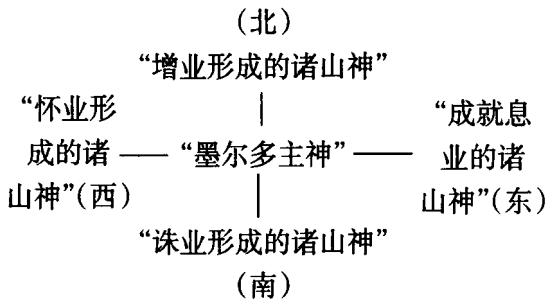 (北)
“增业形成的诸山神”
“怀业形
成的诸
山神”(西)
“墨尔多主神”
“成就息
业的诸
山神”(东)
“诛业形成的诸山神”
(南)